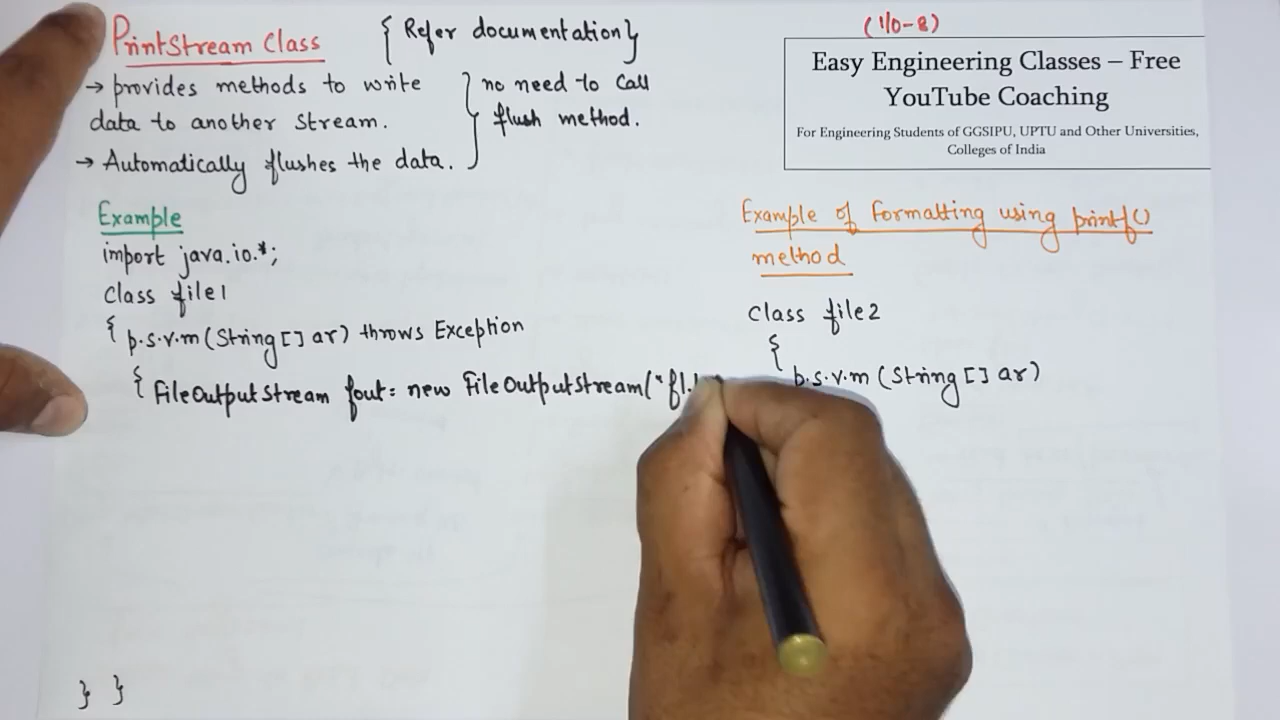 PrintStream Class { Refer documentation}
(I/O-8)
Easy Engineering Classes – Free
YouTube Coaching
For Engineering Students of GGSIPU, UPTU and Other Universities,
Colleges of India
→ provides methods to write
data to another stream.
→ Automatically flushes the data.
} no need to call
flush method.
Example
import java.io.*;
class file1
{ p.s.v.m (String [] ar) throws Exception
{ FileOutputStream fout = new FileOutputStream("f1.
} }
Example of Formatting using printf()
method
class file2
{
p.s.v.m (String [] ar)